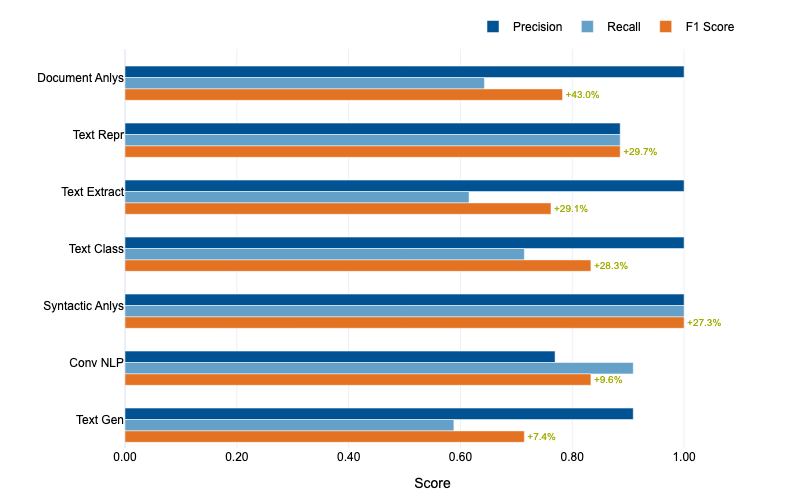 Precision Recall F1 Score
Document Anlys
+43.0%
Text Repr
+29.7%
Text Extract
+29.1%
Text Class
+28.3%
Syntactic Anlys
+27.3%
Conv NLP
+9.6%
Text Gen
+7.4%
0.00 0.20 0.40 0.60 0.80 1.00
Score